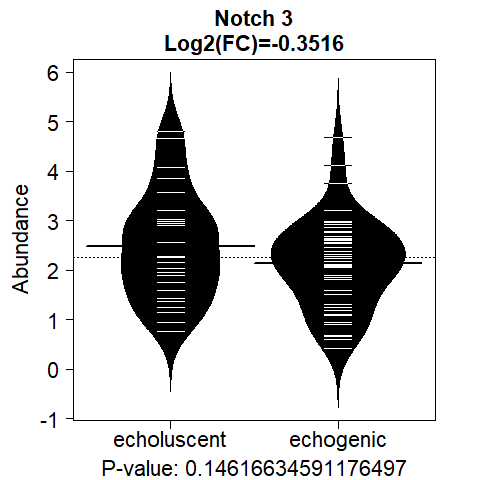 Notch 3
Log2(FC)=-0.3516
Abundance
6
5
4
3
2
1
0
-1
echoluscent echogenic
P-value: 0.14616634591176497